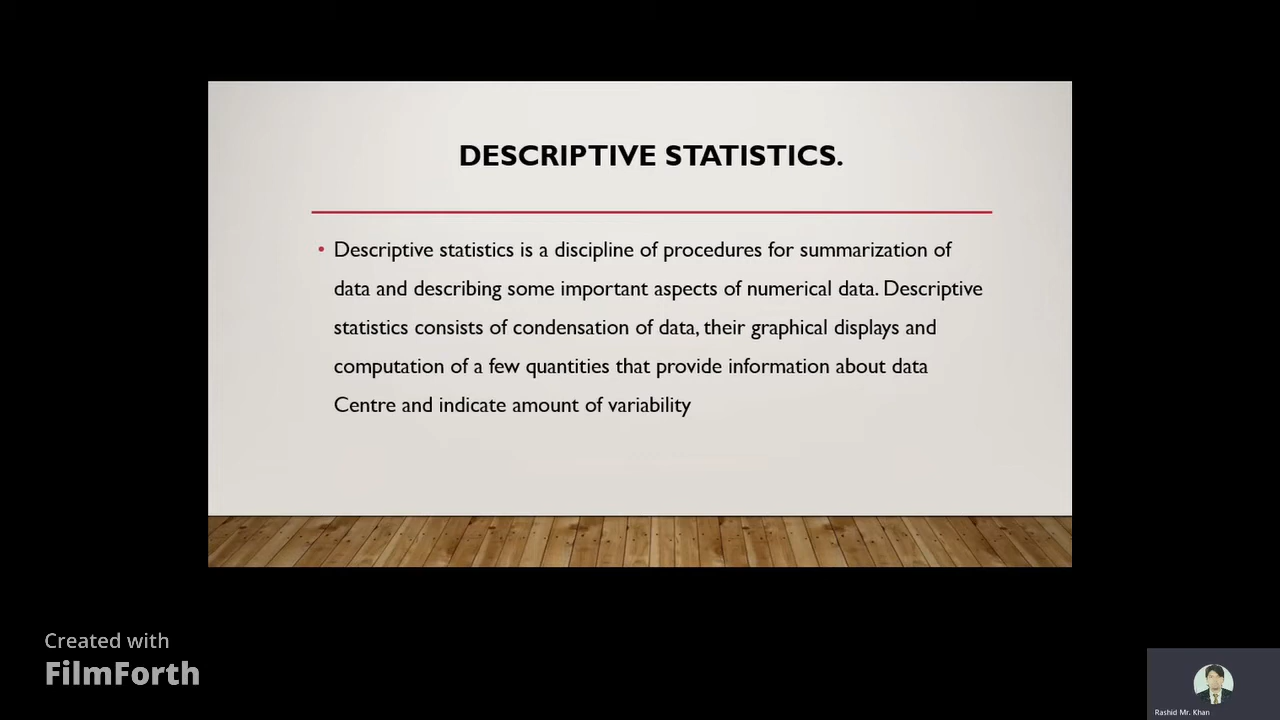 DESCRIPTIVE STATISTICS.
• Descriptive statistics is a discipline of procedures for summarization of
data and describing some important aspects of numerical data. Descriptive
statistics consists of condensation of data, their graphical displays and
computation of a few quantities that provide information about data
Centre and indicate amount of variability
Created with
FilmForth
Rashid Mr. Khan